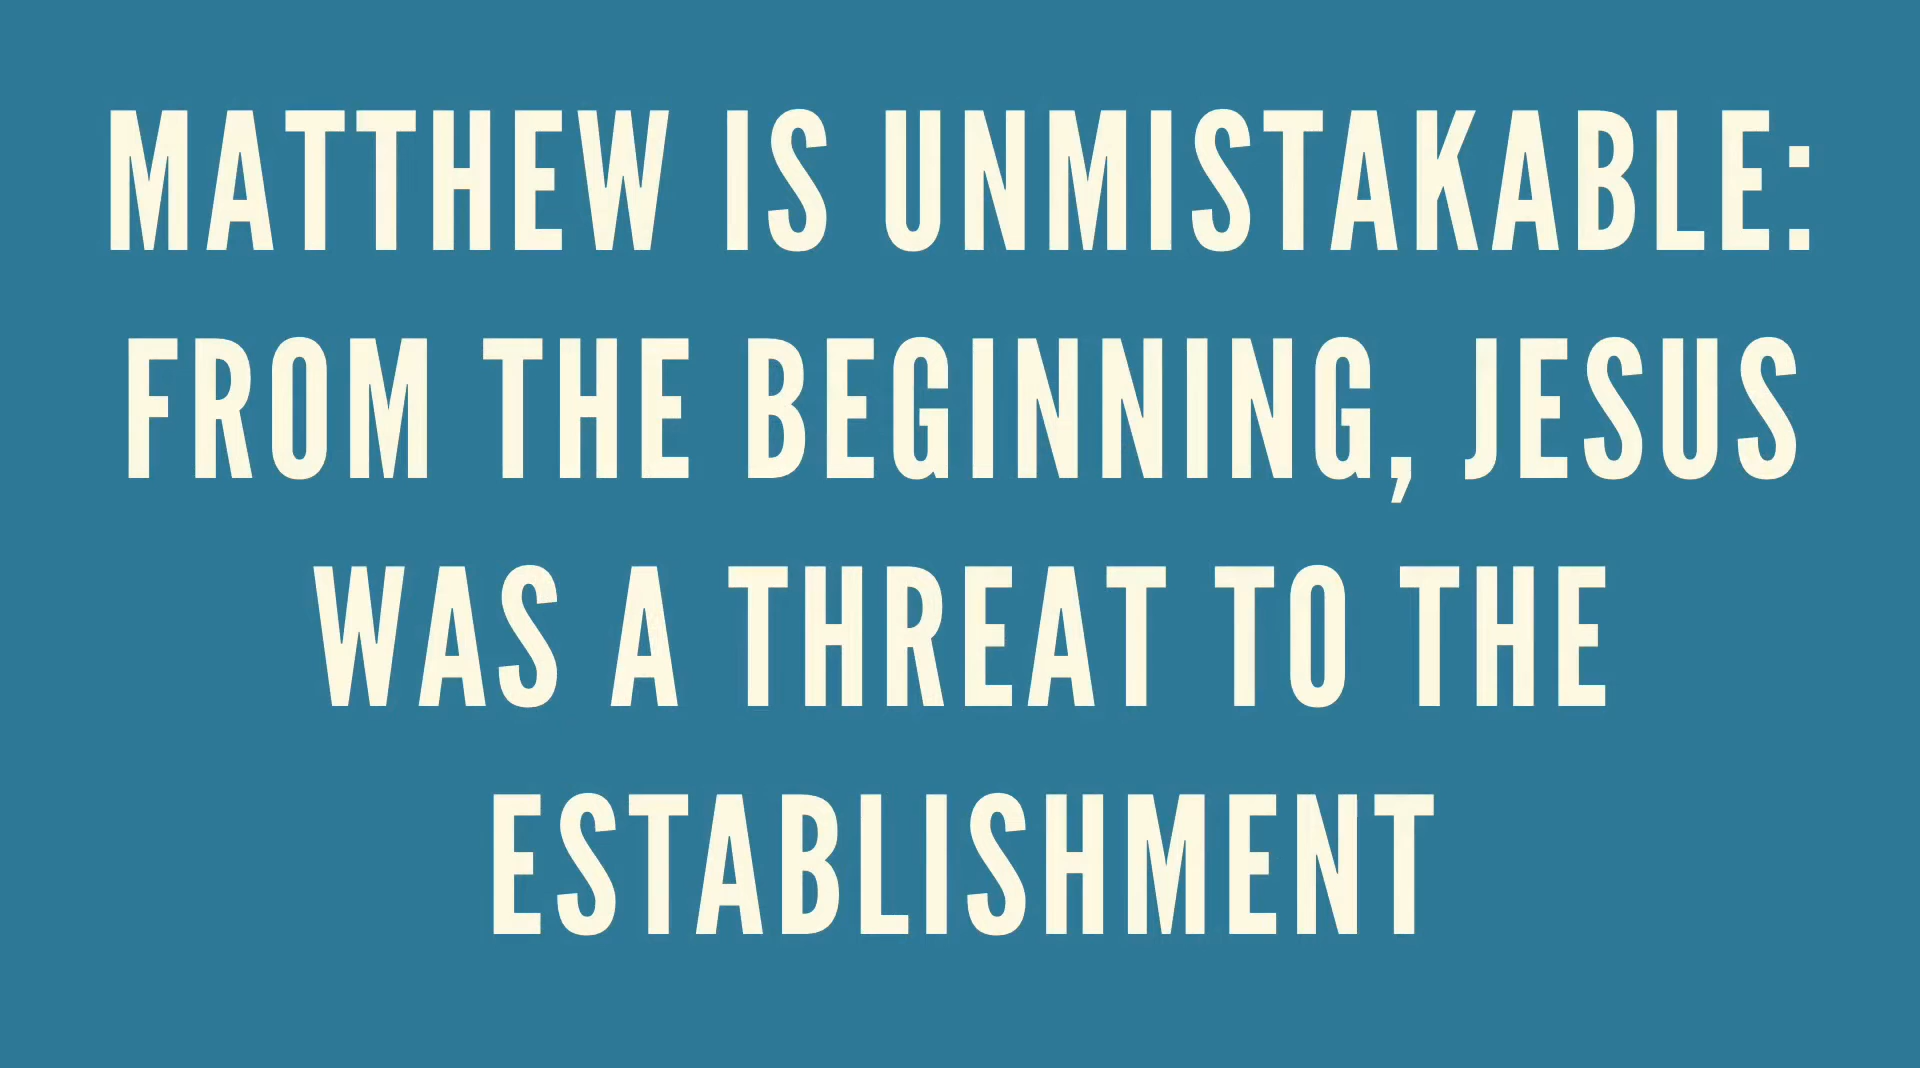 MATTHEW IS UNMISTAKABLE:
FROM THE BEGINNING, JESUS
WAS A THREAT TO THE
ESTABLISHMENT